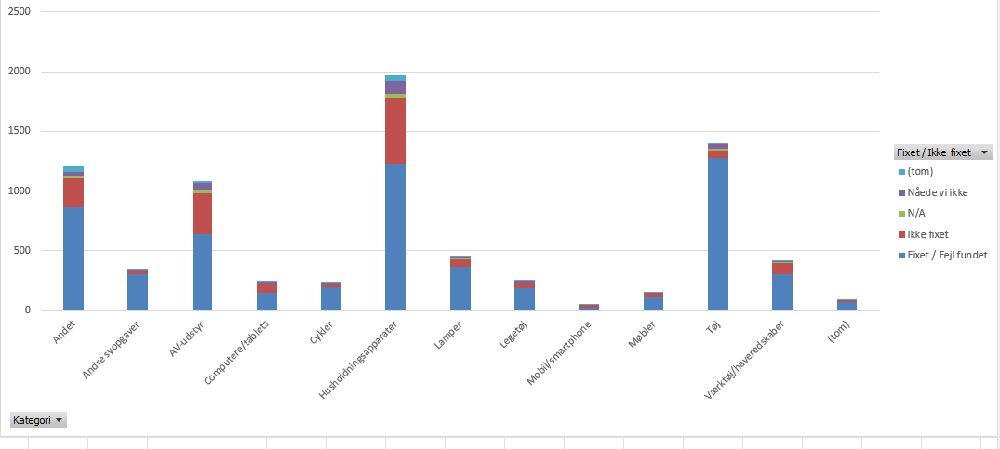 2500
2000
1500
1000
500
0
Andet
Andre syopgaver
AV-udstyr
Computere/tablets
Cykler
Husholdningsapparater
Lamper
Legetøj
Mobil/smartphone
Møbler
Tøj
Værktøj/haveredskaber
(tom)
Fixet / Ikke fixet
(tom)
Nåede vi ikke
N/A
Ikke fixet
Fixet / Fejl fundet
Kategori